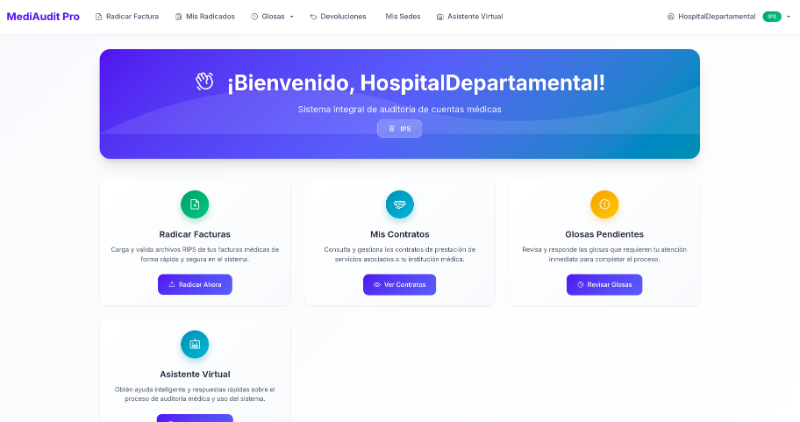 MediAudit Pro
Radicar Factura
Mis Radicados
Glosas
Devoluciones
Mis Sedes
Asistente Virtual
HospitalDepartamental
IPS
¡Bienvenido, HospitalDepartamental!
Sistema integral de auditoría de cuentas médicas
IPS
Radicar Facturas
Carga y valida archivos RIPS de tus facturas médicas de
forma rápida y segura en el sistema.
Radicar Ahora
Mis Contratos
Consulta y gestiona los contratos de prestación de
servicios asociados a tu institución médica.
Ver Contratos
Glosas Pendientes
Revisa y responde las glosas que requieren tu atención
inmediata para completar el proceso.
Revisar Glosas
Asistente Virtual
Obtén ayuda inteligente y respuestas rápidas sobre el
proceso de auditoría médica y uso del sistema.